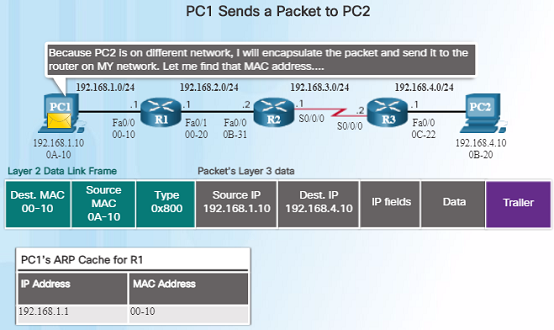 PC1 Sends a Packet to PC2
Because PC2 is on different network, I will encapsulate the packet and send it to the
router on MY network. Let me find that MAC address....
192.168.1.0/24
192.168.2.0/24
192.168.3.0/24
192.168.4.0/24
PC1
.1
R1
.1
.2
R2
.1
.2
R3
.1
PC2
Fa0/0
00-10
Fa0/1
00-20
Fa0/0
0B-31
S0/0/0
S0/0/0
Fa0/0
0C-22
192.168.1.10
0A-10
192.168.4.10
0B-20
Layer 2 Data Link Frame
Packet's Layer 3 data
Dest. MAC
00-10
Source
MAC
0A-10
Type
0x800
Source IP
192.168.1.10
Dest. IP
192.168.4.10
IP fields
Data
Trailer
PC1's ARP Cache for R1
IP Address
MAC Address
192.168.1.1
00-10